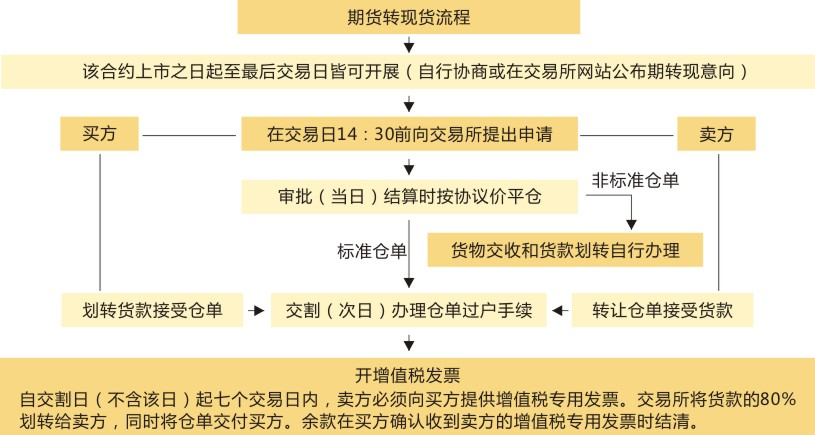 期货转现货流程
该合约上市之日起至最后交易日皆可开展（自行协商或在交易所网站公布期转现意向）
买方
在交易日14：30前向交易所提出申请
卖方
非标准仓单
审批（当日）结算时按协议价平仓
标准仓单
货物交收和货款划转自行办理
划转货款接受仓单
交割（次日）办理仓单过户手续
转让仓单接受货款
开增值税发票
自交割日（不含该日）起七个交易日内，卖方必须向买方提供增值税专用发票。交易所将货款的80%
划转给卖方，同时将仓单交付买方。余款在买方确认收到卖方的增值税专用发票时结清。